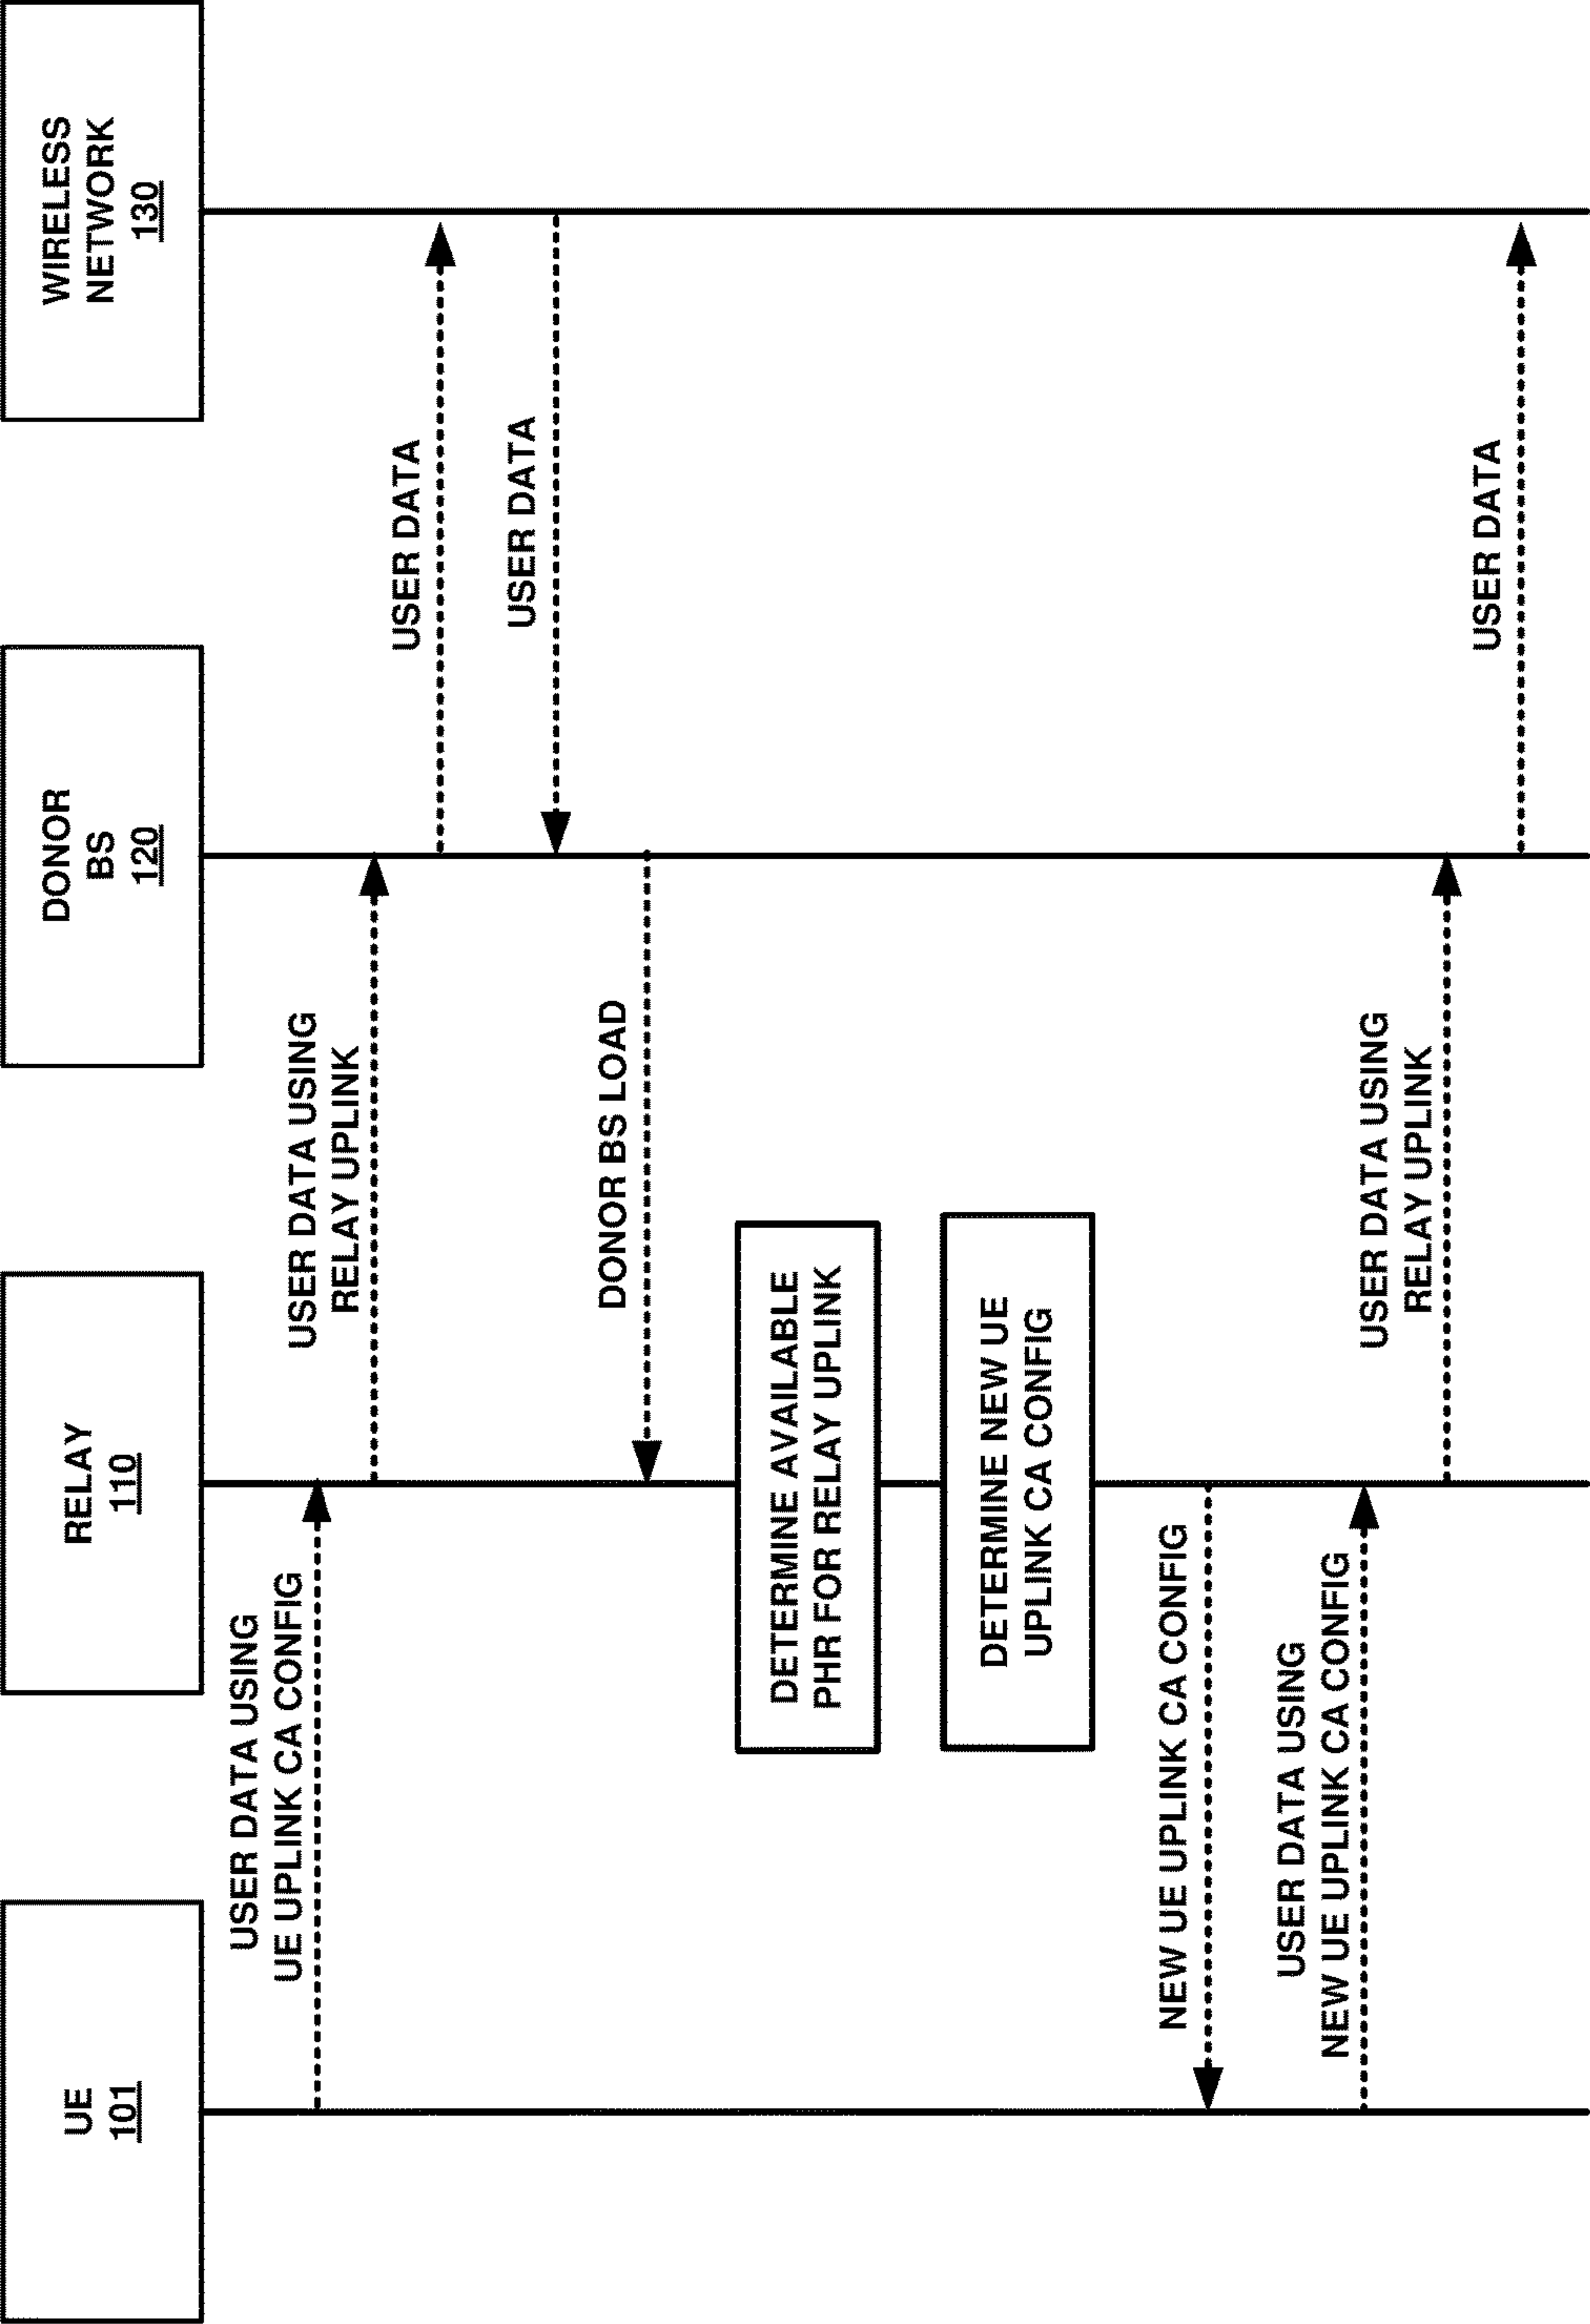 UE
101
RELAY
110
DONOR
BS
120
WIRELESS
NETWORK
130
USER DATA USING
UE UPLINK CA CONFIG
USER DATA USING
RELAY UPLINK
USER DATA
USER DATA
DONOR BS LOAD
DETERMINE AVAILABLE
PHR FOR RELAY UPLINK
DETERMINE NEW UE
UPLINK CA CONFIG
NEW UE UPLINK CA CONFIG
USER DATA USING
NEW UE UPLINK CA CONFIG
USER DATA USING
RELAY UPLINK
USER DATA